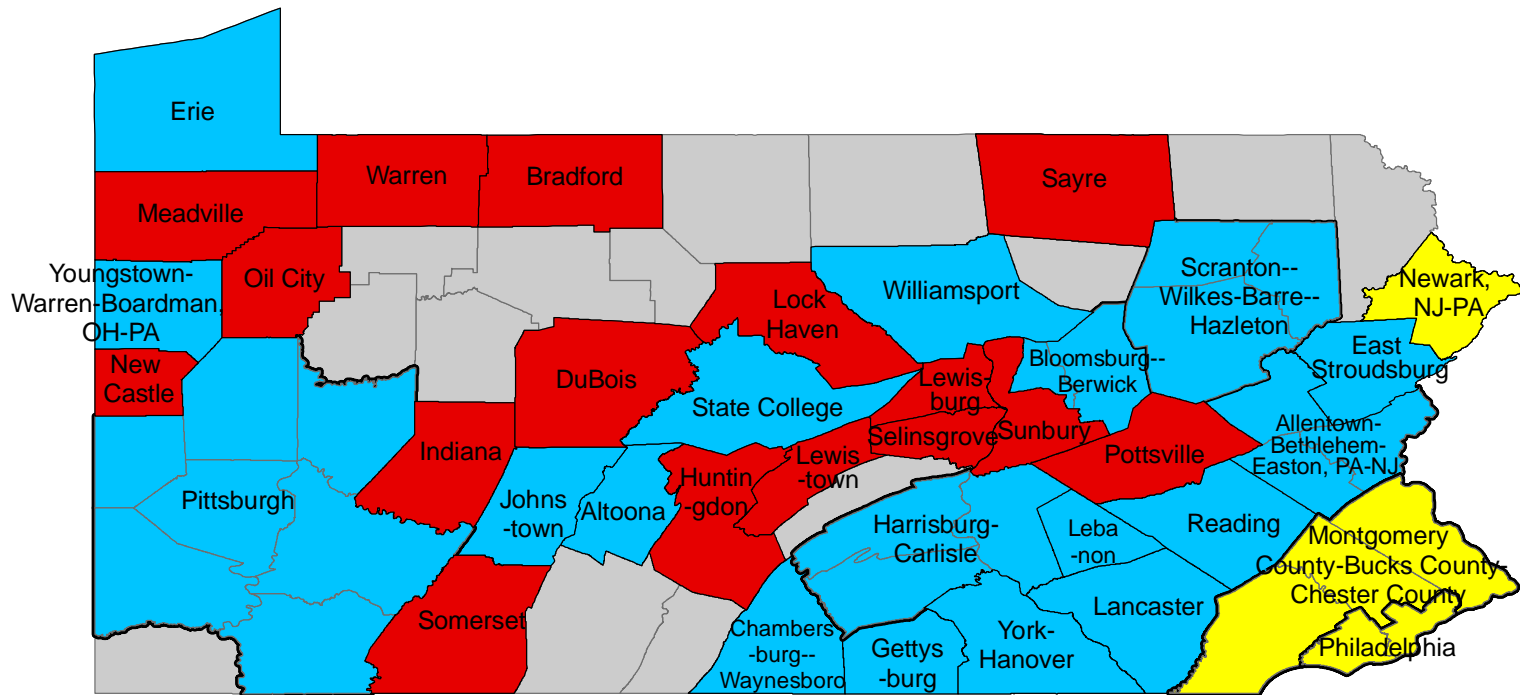 Erie
Warren
Bradford
Sayre
Meadville
Youngstown-
Warren-Boardman,
OH-PA
Oil City
Lock
Haven
Williamsport
Scranton--
Wilkes-Barre--
Hazleton
Newark,
NJ-PA
New
Castle
DuBois
State College
Lewis-
burg
Bloomsburg--
Berwick
East
Stroudsburg
Indiana
Selinsgrove
Sunbury
Pottsville
Allentown-
Bethlehem-
Easton, PA-NJ
Pittsburgh
Johns
-town
Altoona
Huntin
-gdon
Lewis
-town
Harrisburg-
Carlisle
Leba
-non
Reading
Montgomery
County-Bucks County-
Chester County
Somerset
Chambers
-burg--
Waynesboro
Gettys
-burg
York-
Hanover
Lancaster
Philadelphia